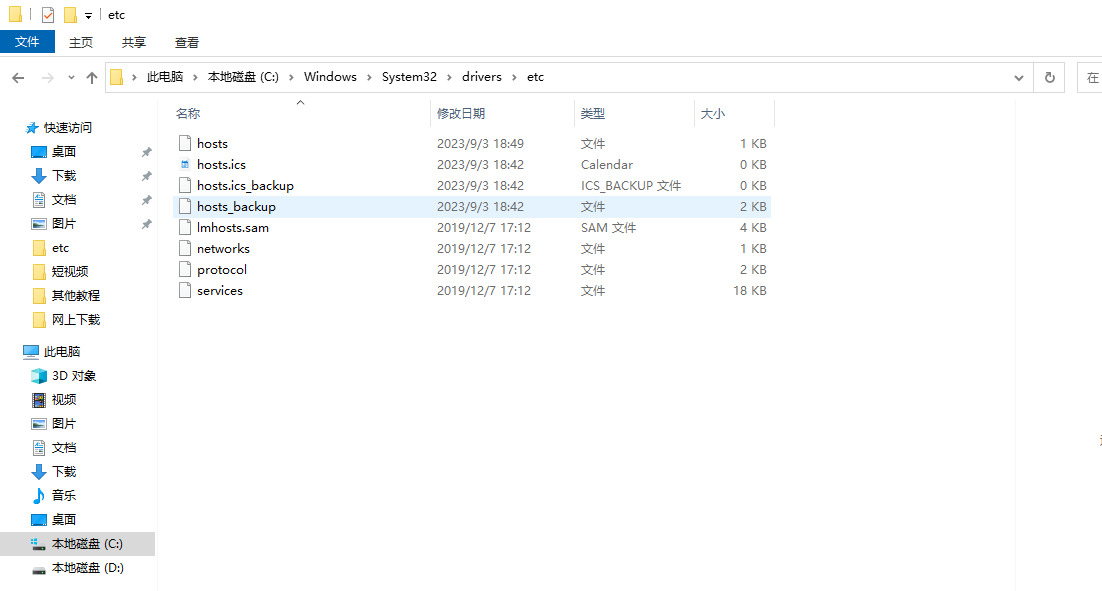 etc
文件 主页 共享 查看
此电脑 本地磁盘 (C:) Windows System32 drivers etc 在
名称 修改日期 类型 大小
hosts 2023/9/3 18:49 文件 1 KB
hosts.ics 2023/9/3 18:42 Calendar 0 KB
hosts.ics_backup 2023/9/3 18:42 ICS_BACKUP 文件 0 KB
hosts_backup 2023/9/3 18:42 文件 2 KB
lmhosts.sam 2019/12/7 17:12 SAM 文件 4 KB
networks 2019/12/7 17:12 文件 1 KB
protocol 2019/12/7 17:12 文件 2 KB
services 2019/12/7 17:12 文件 18 KB
快速访问
桌面
下载
文档
图片
etc
短视频
其他教程
网上下载
此电脑
3D 对象
视频
图片
文档
下载
音乐
桌面
本地磁盘 (C:)
本地磁盘 (D:)